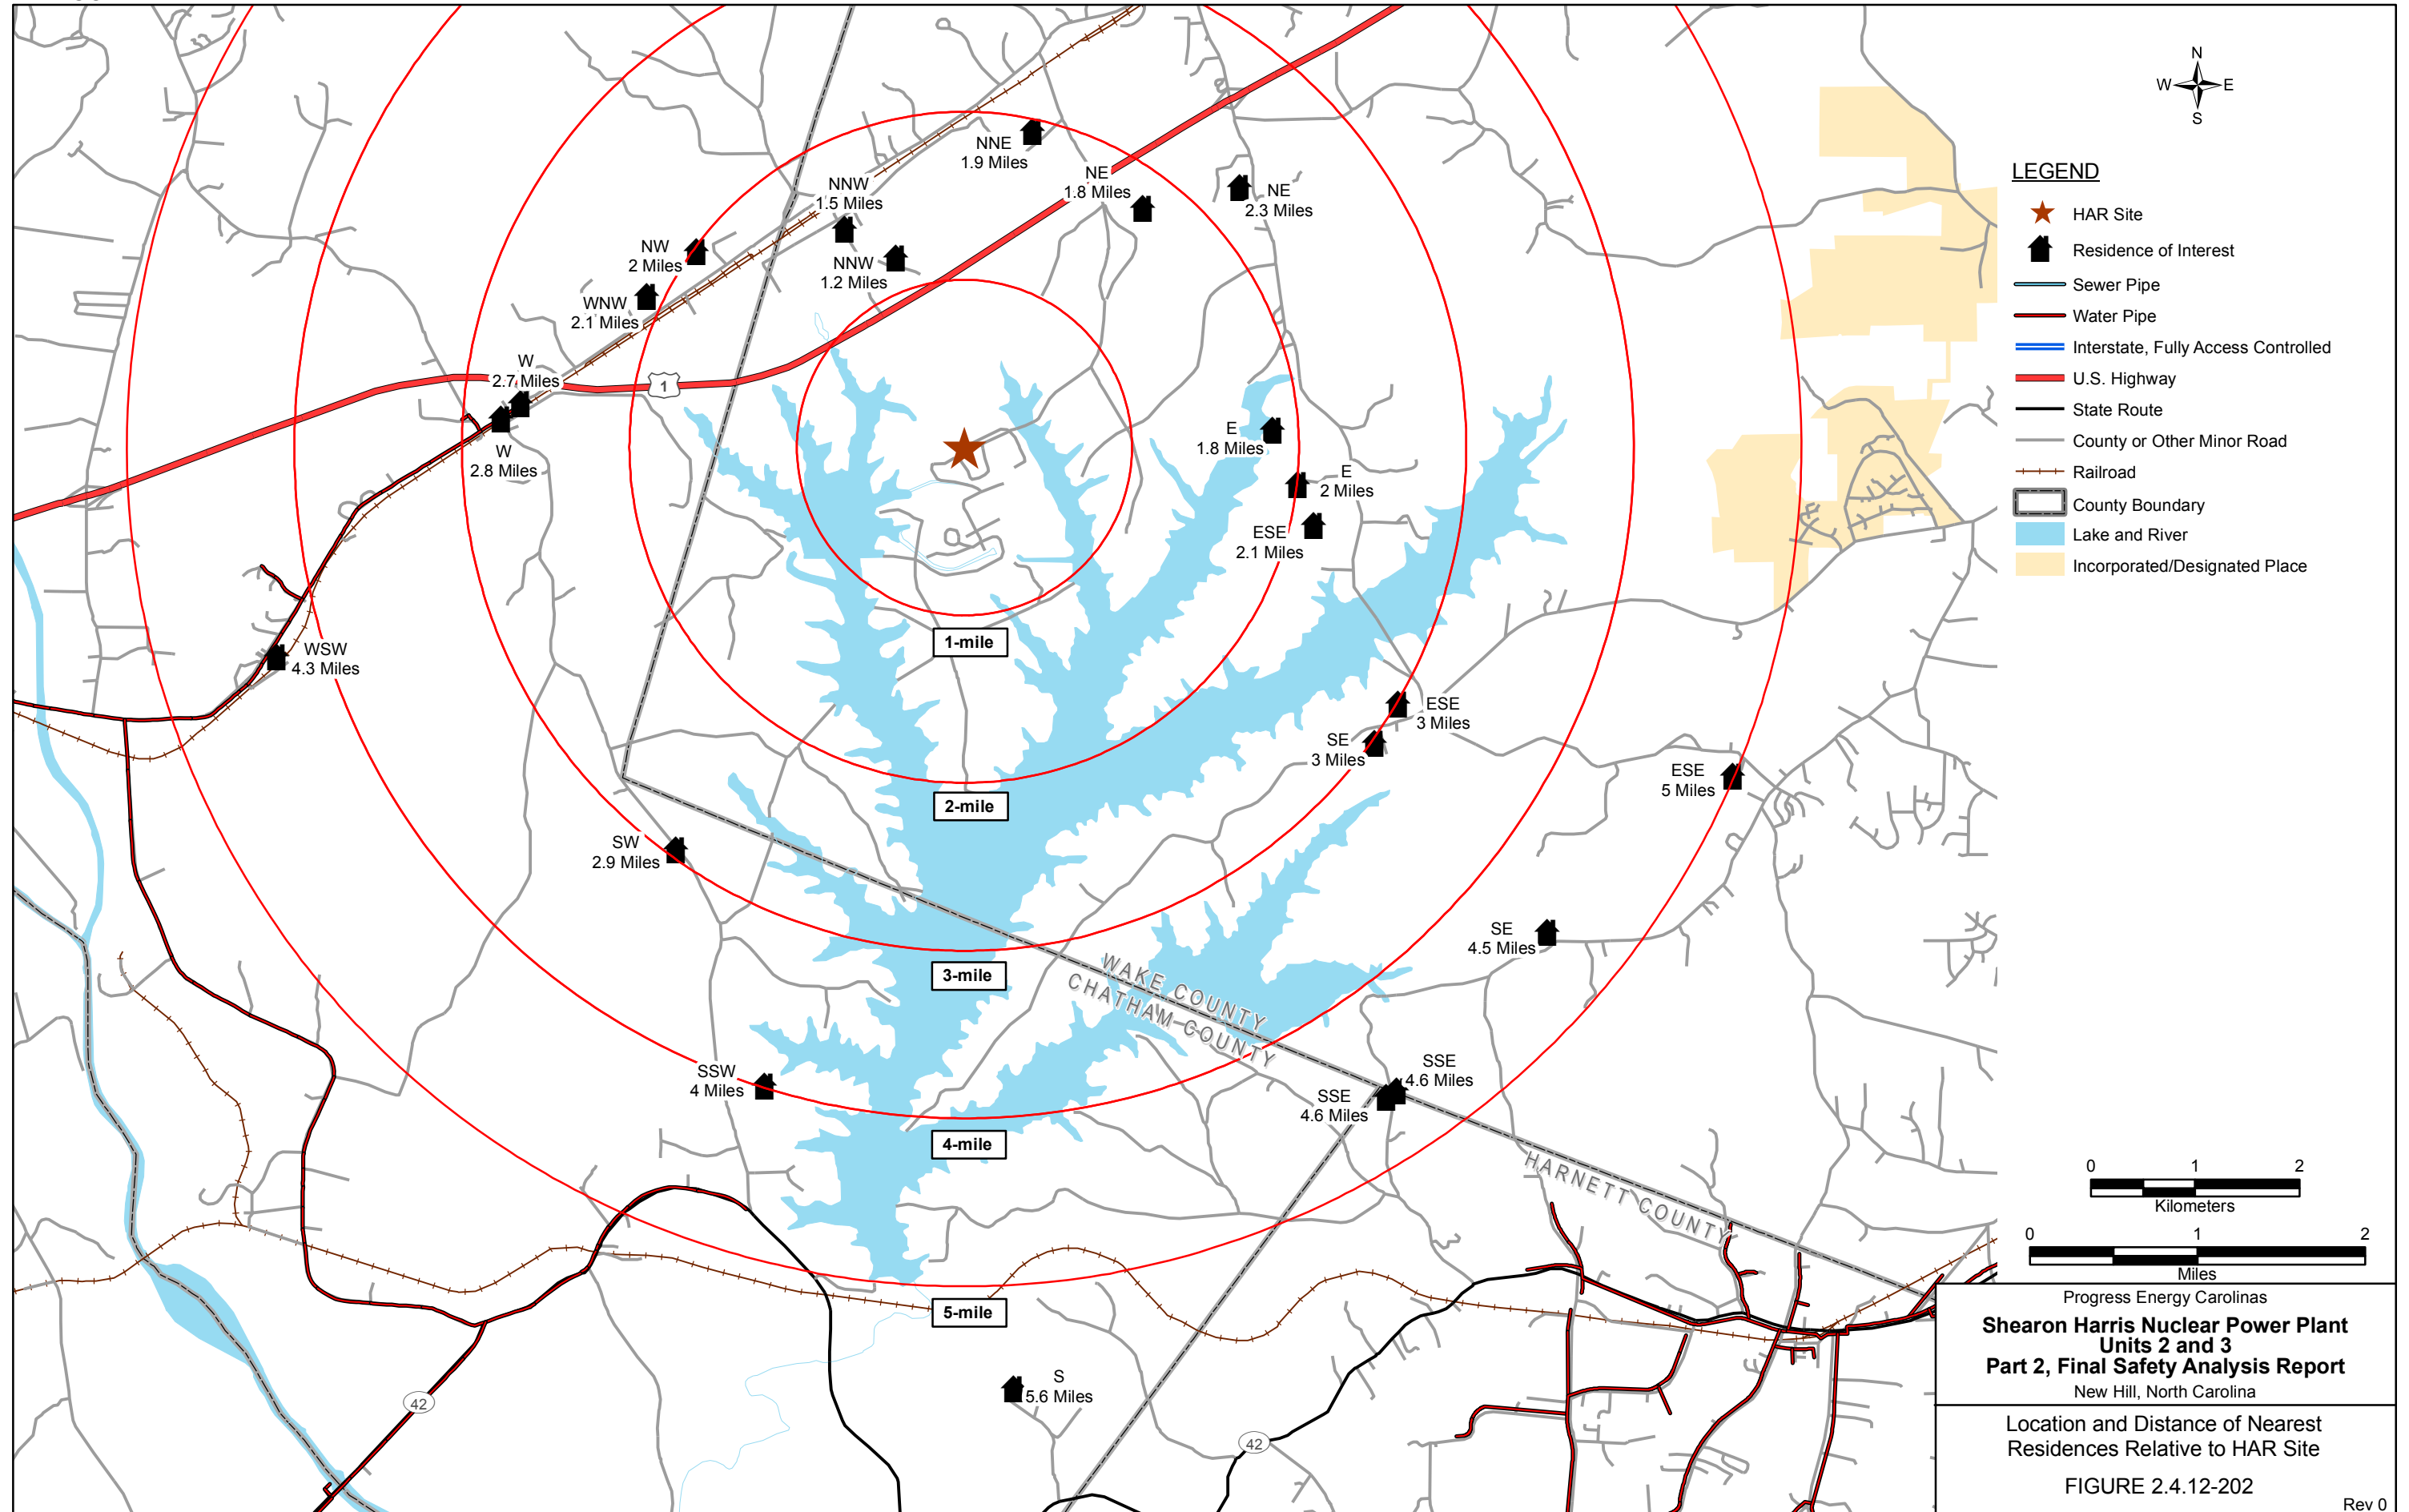 N
W E
S
LEGEND
HAR Site
Residence of Interest
Sewer Pipe
Water Pipe
Interstate, Fully Access Controlled
U.S. Highway
State Route
County or Other Minor Road
Railroad
County Boundary
Lake and River
Incorporated/Designated Place
NNE
1.9 Miles
NE
1.8 Miles
NE
2.3 Miles
NNW
1.5 Miles
NNW
1.2 Miles
NW
2 Miles
WNW
2.1 Miles
W
2.7 Miles
1
W
2.8 Miles
E
1.8 Miles
E
2 Miles
ESE
2.1 Miles
1-mile
WSW
4.3 Miles
ESE
3 Miles
SE
3 Miles
ESE
5 Miles
2-mile
SW
2.9 Miles
SE
4.5 Miles
3-mile
WAKE COUNTY
CHATHAM COUNTY
SSW
4 Miles
SSE
4.6 Miles
SSE
4.6 Miles
4-mile
HARNETT COUNTY
5-mile
S
5.6 Miles
42
42
0 1 2
Kilometers
0 1 2
Miles
Progress Energy Carolinas
Shearon Harris Nuclear Power Plant
Units 2 and 3
Part 2, Final Safety Analysis Report
New Hill, North Carolina
Location and Distance of Nearest
Residences Relative to HAR Site
FIGURE 2.4.12-202
Rev 0